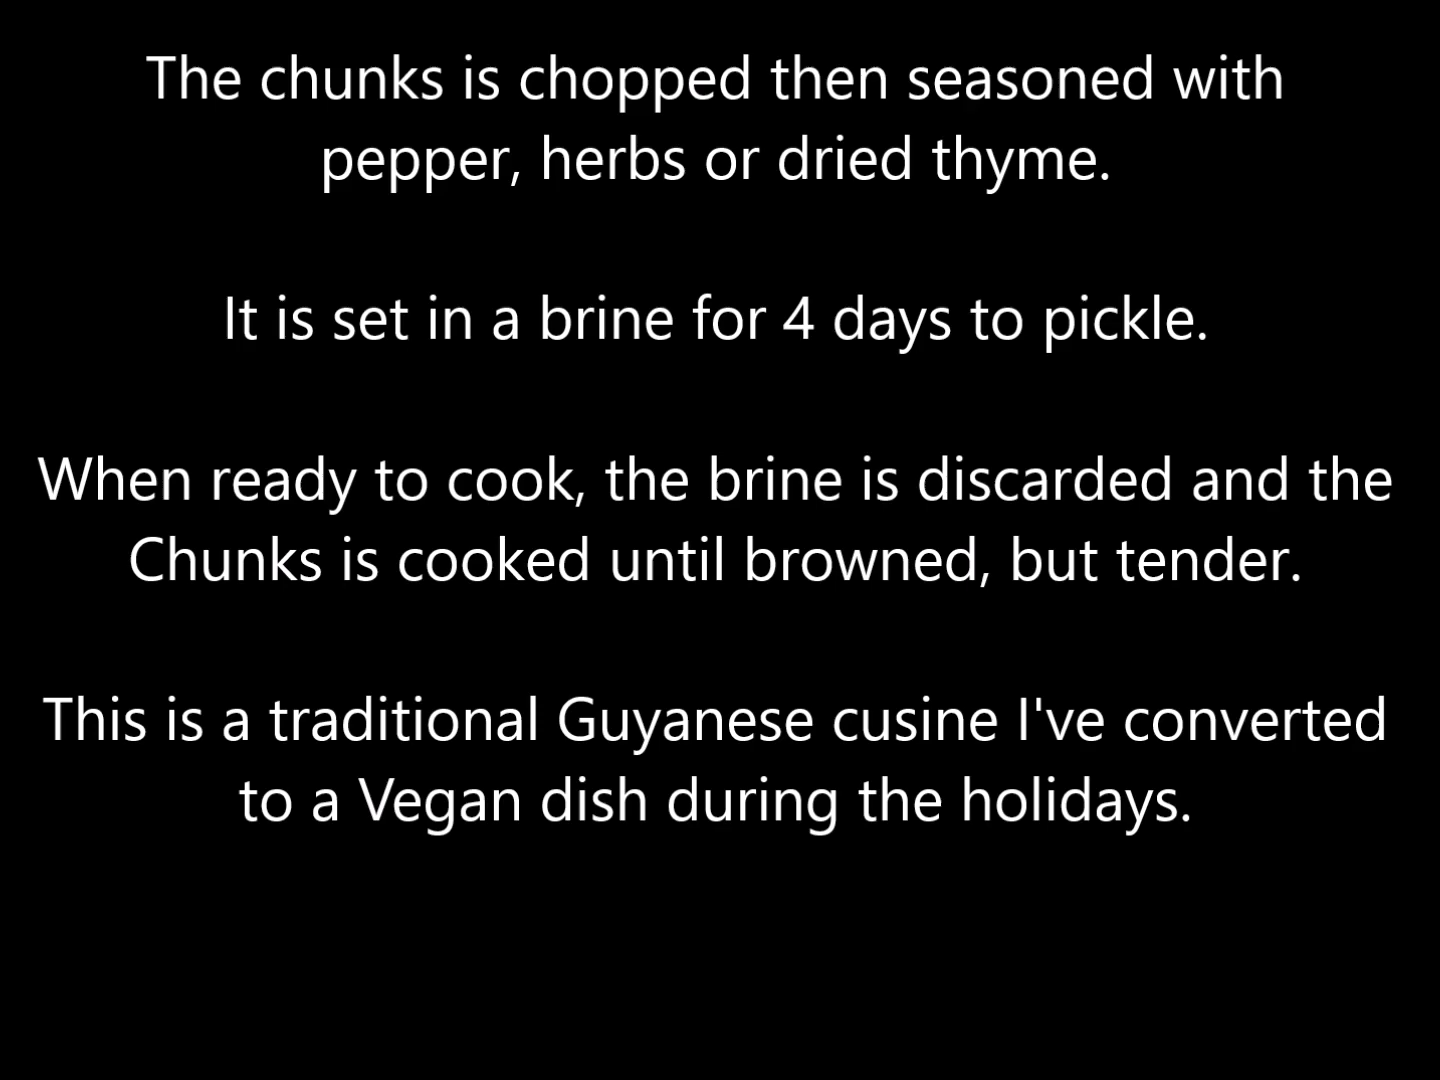 The chunks is chopped then seasoned with
pepper, herbs or dried thyme.
It is set in a brine for 4 days to pickle.
When ready to cook, the brine is discarded and the
Chunks is cooked until browned, but tender.
This is a traditional Guyanese cusine I've converted
to a Vegan dish during the holidays.